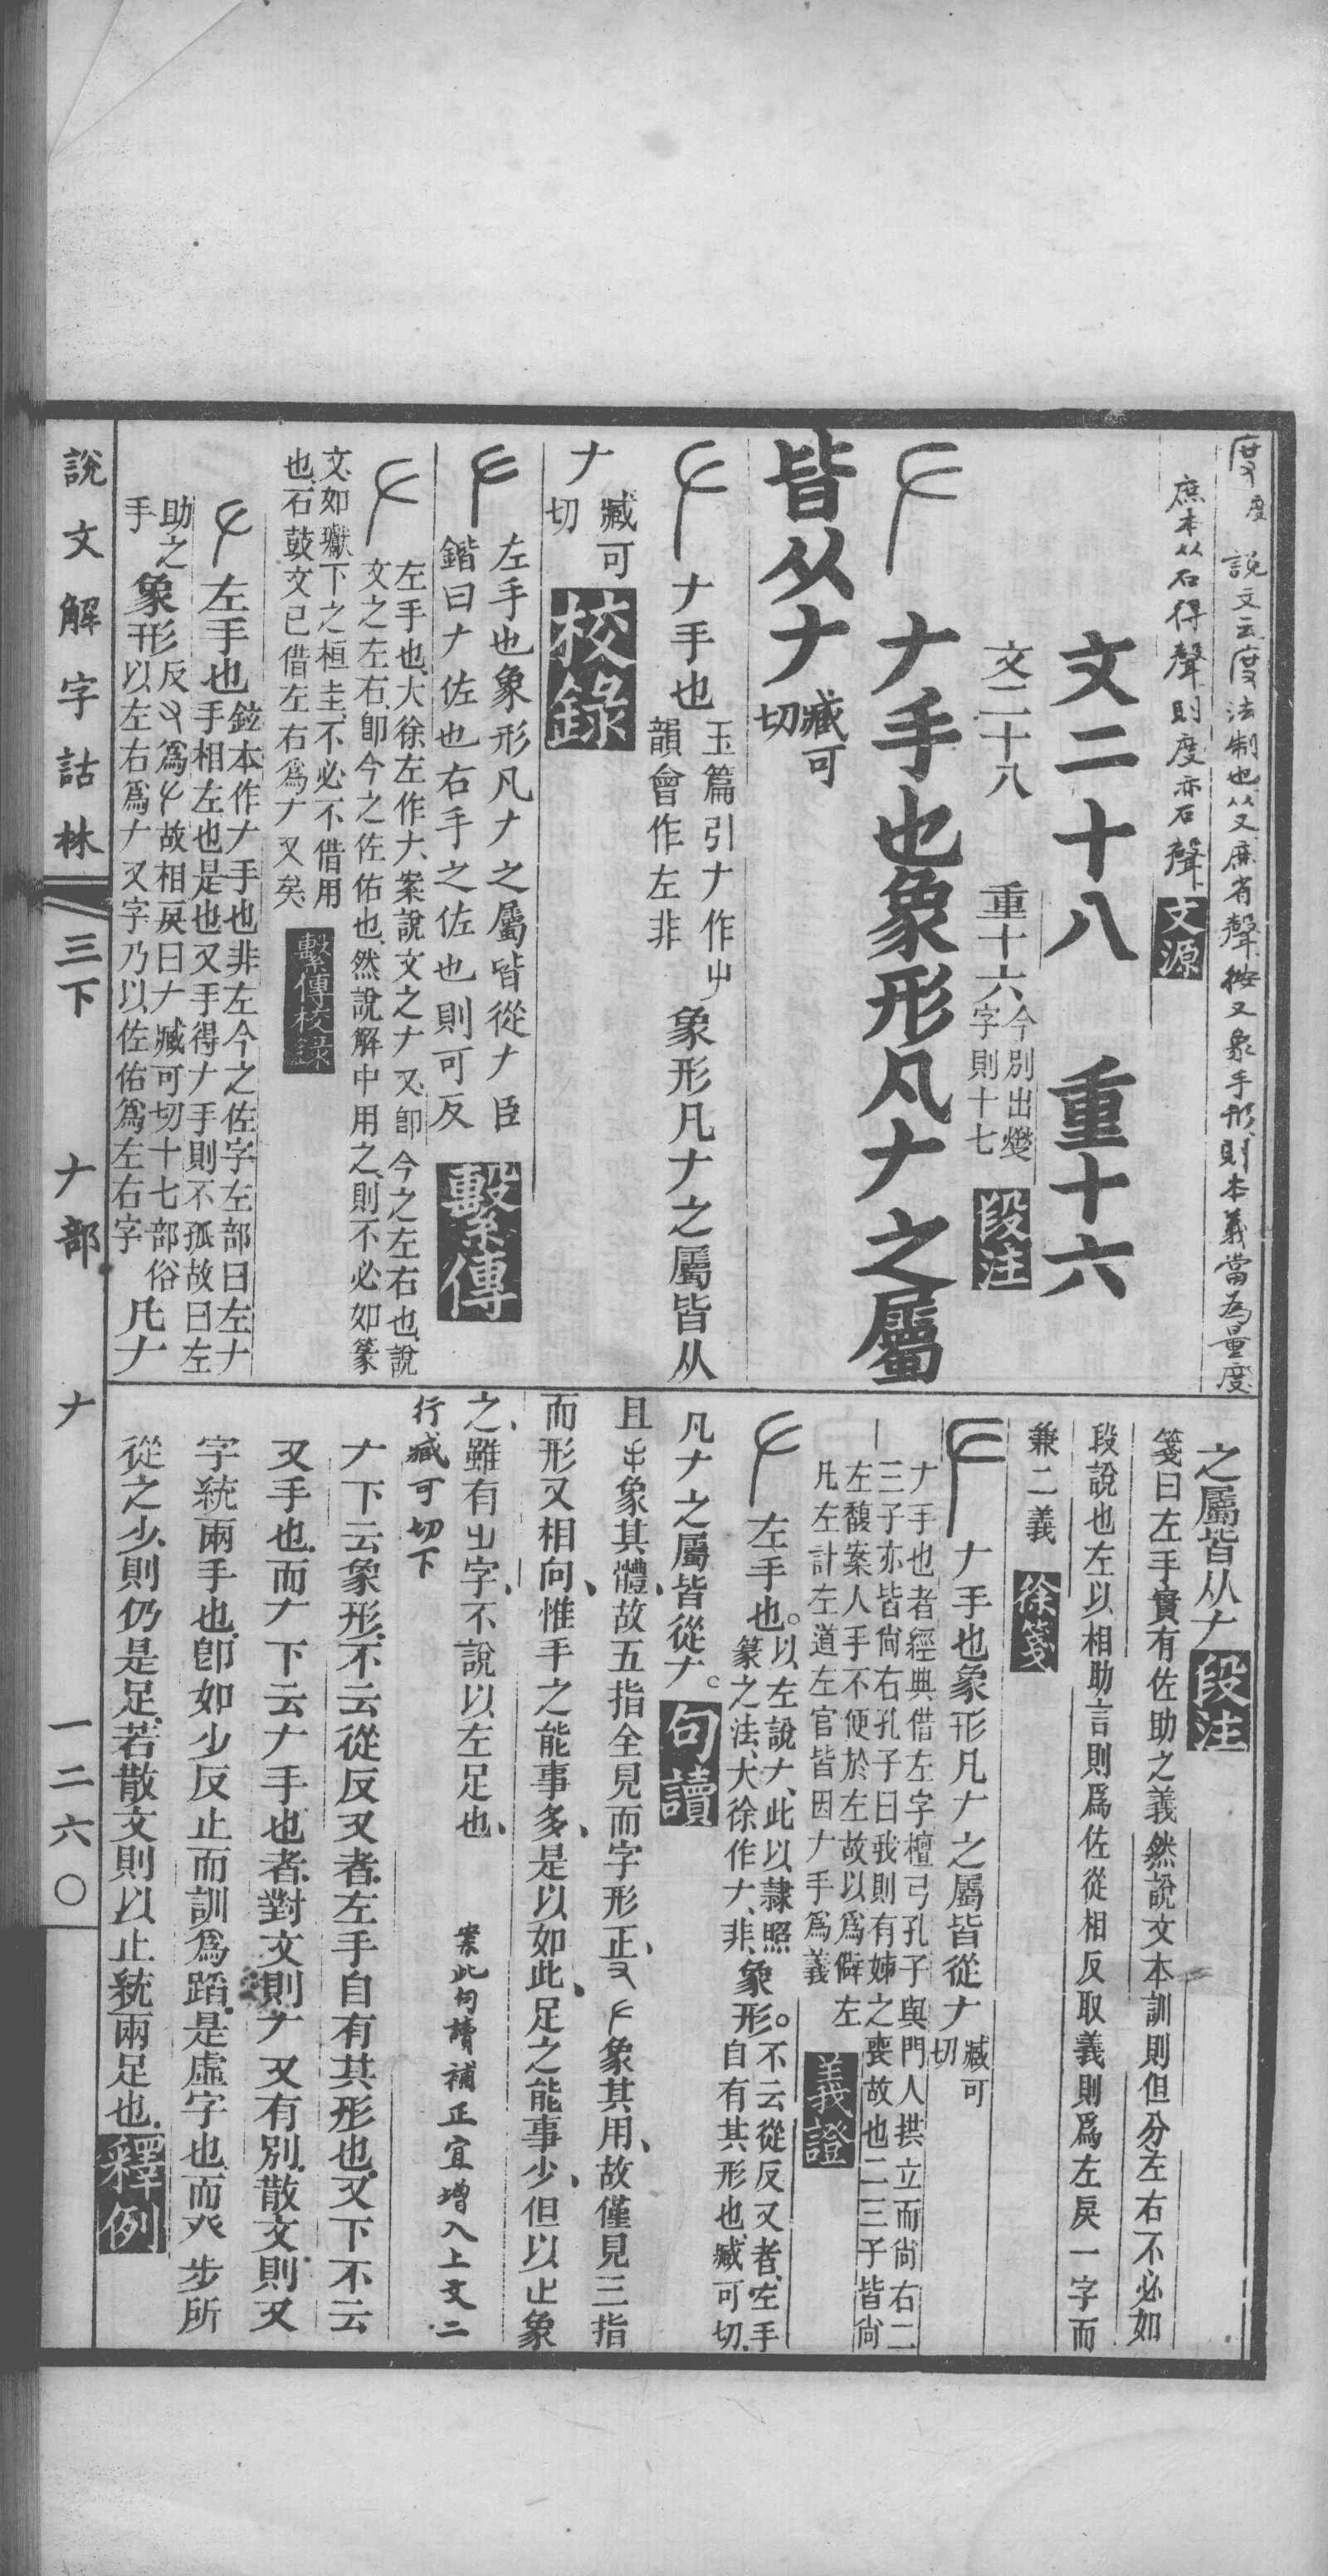 度 度 說文云度法制也从又庶省聲按又象手形則本義當為量度
庶本从石得聲則度亦石聲 文源
文二十八 重十六
文二十八 重十六 今別出㸑字則十七 段注
𠂇手也象形凡𠂇之屬
皆从𠂇 臧可切
𠂇手也 玉篇引𠂇作屮韻會作左非 象形凡𠂇之屬皆从
𠂇 臧可切 校錄
左手也象形凡𠂇之屬皆從𠂇臣
鍇曰𠂇佐也右手之佐也則可反 繫傳
左手也、大徐左作𠂇、案說文之𠂇又、卽今之左右也、說
文之左右、卽今之佐佑也、然說解中用之、則不必如篆
文、如瓛下之桓圭、不必不借用
也、石鼓文已借左右爲𠂇又矣、 繫傳校錄
左手也 鉉本作𠂇手也非左今之佐字左部曰左𠂇手相左也是也又手得𠂇手則不孤故曰左
助之手 象形 反又爲𠂇故相戾曰𠂇臧可切十七部俗以左右爲𠂇又字乃以佐佑爲左右字 凡𠂇
之屬皆从𠂇 段注
箋曰左手實有佐助之義然說文本訓則但分左右不必如
段說也左以相助言則爲佐從相反取義則爲左戾一字而
兼二義 徐箋
𠂇手也象形凡𠂇之屬皆從𠂇 臧可切
𠂇手也者經典借左字檀弓孔子與門人拱立而尙右二
三子亦皆尙右孔子曰我則有姊之喪故也二三子皆尙
左馥案人手不便於左故以爲僻左
凡左計左道左官皆因𠂇手爲義 義證
左手也。 以左說𠂇、此以隸照篆之法、大徐作𠂇、非、 象形。 不云從反又者、左手自有其形也、臧可切、
凡𠂇之屬皆從𠂇。 句讀
且手象其體、故五指全見而字形正、又𠂇象其用、故僅見三指
而形又相向、惟手之能事多、是以如此、足之能事少、但以止象
之、雖有𣥂字、不說以左足也、 案此句讀補正宜增入上文二
行臧可切下
𠂇下云象形、不云從反又者、左手自有其形也、又下不云
又手也、而𠂇下云𠂇手也者、對文則𠂇又有別、散文則又
字統兩手也、卽如少反止而訓爲蹈、是虛字也、而癶步所
從之少、則仍是足、若散文則以止統兩足也、 釋例
說文解字詁林 三下 𠂇部 𠂇 一二六〇